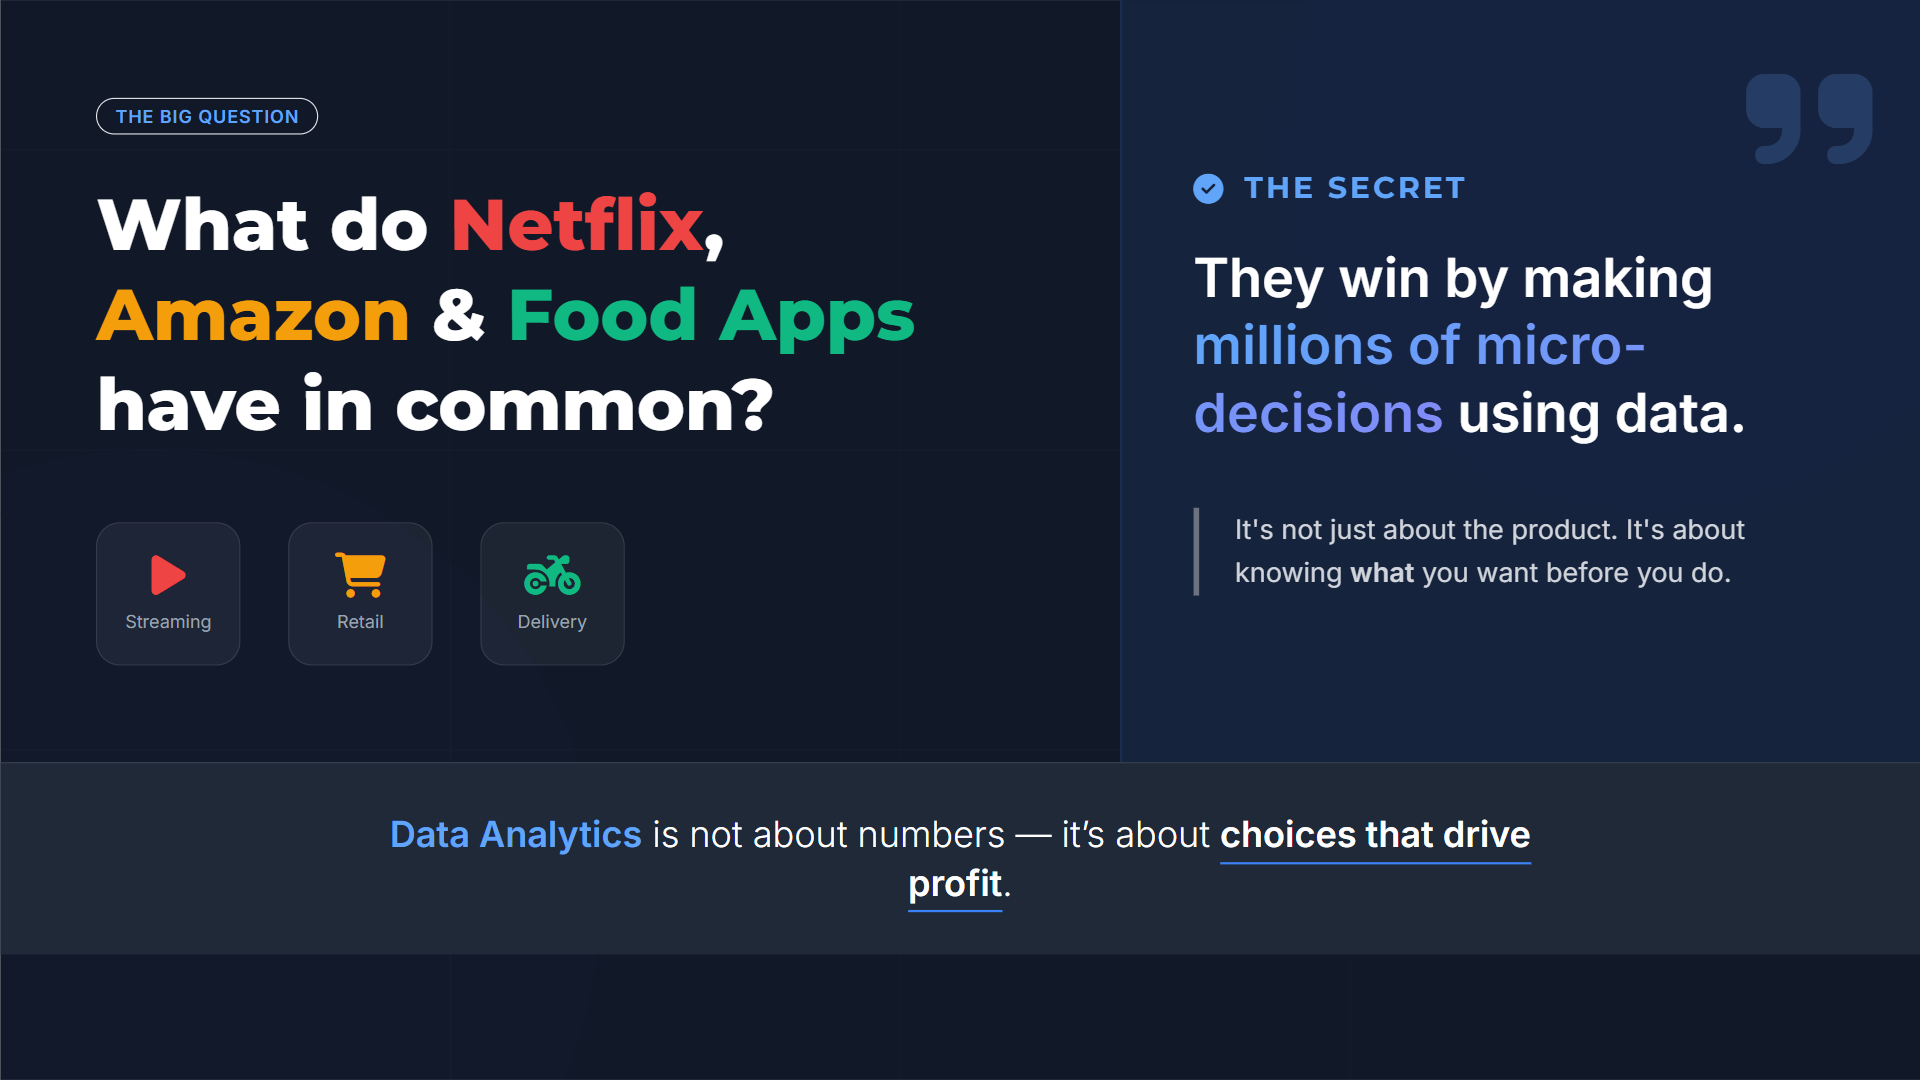 THE BIG QUESTION
What do Netflix,
Amazon & Food Apps
have in common?
Streaming
Retail
Delivery
THE SECRET
They win by making
millions of micro-
decisions using data.
It's not just about the product. It's about
knowing what you want before you do.
Data Analytics is not about numbers — it’s about choices that drive
profit.